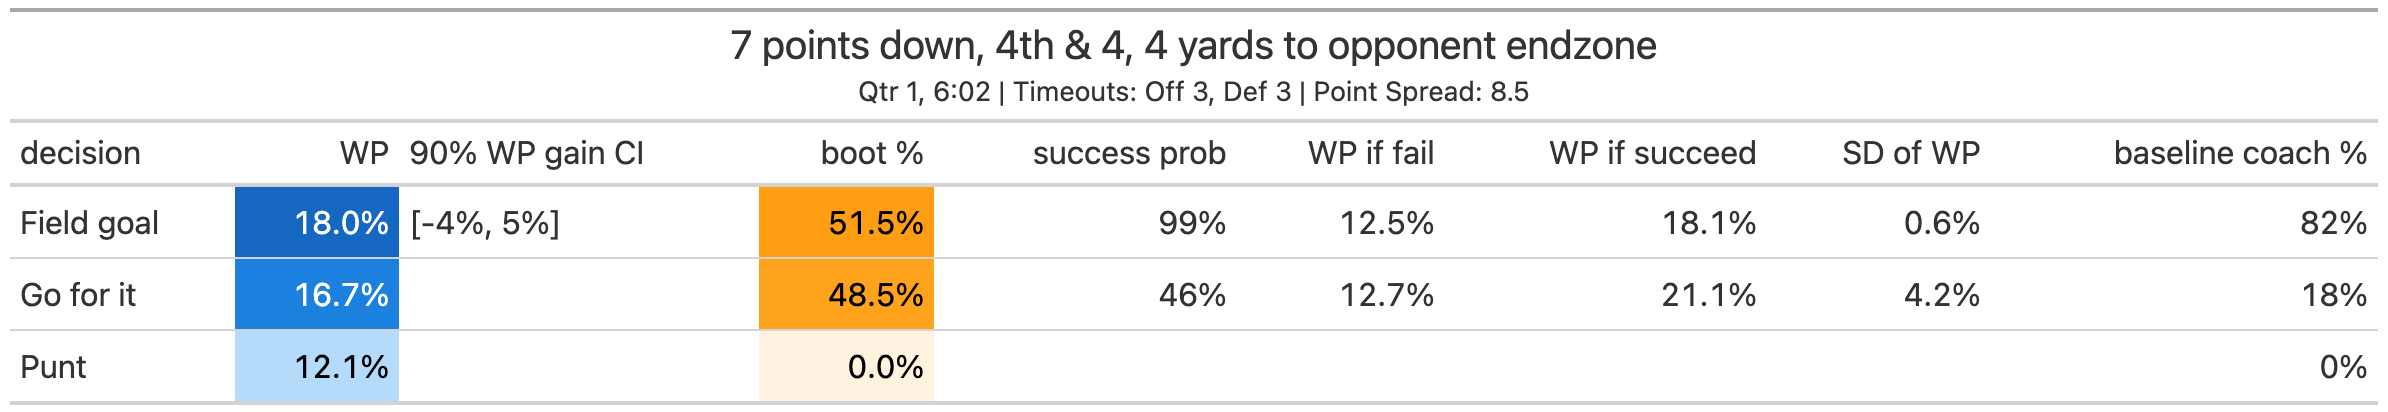 7 points down, 4th & 4, 4 yards to opponent endzone
Qtr 1, 6:02 | Timeouts: Off 3, Def 3 | Point Spread: 8.5
decision WP 90% WP gain CI boot % success prob WP if fail WP if succeed SD of WP baseline coach %
Field goal 18.0% [-4%, 5%] 51.5% 99% 12.5% 18.1% 0.6% 82%
Go for it 16.7% 48.5% 46% 12.7% 21.1% 4.2% 18%
Punt 12.1% 0.0% 0%